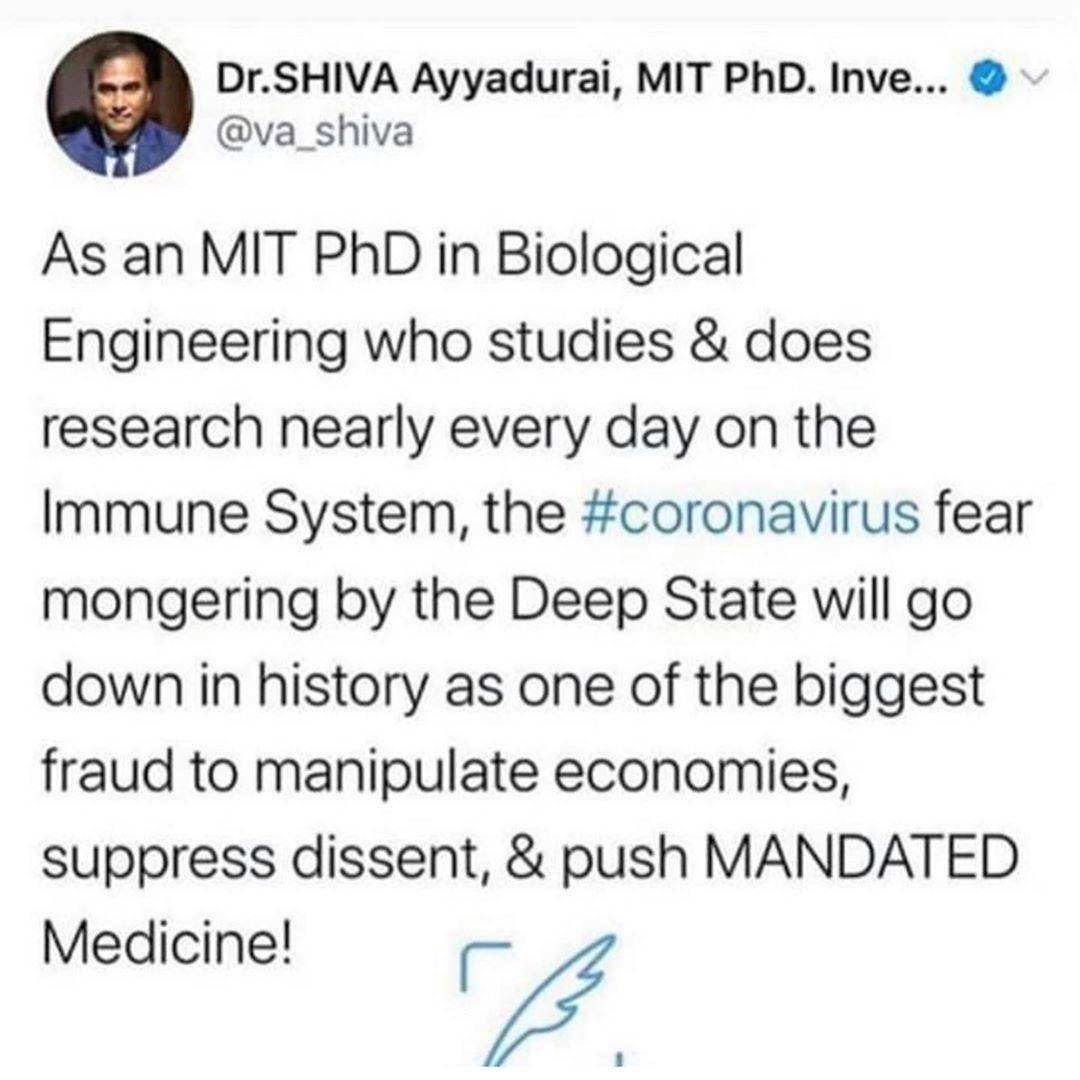 Dr.SHIVA Ayyadurai, MIT PhD. Inve...
@va_shiva
As an MIT PhD in Biological
Engineering who studies & does
research nearly every day on the
Immune System, the #coronavirus fear
mongering by the Deep State will go
down in history as one of the biggest
fraud to manipulate economies,
suppress dissent, & push MANDATED
Medicine!